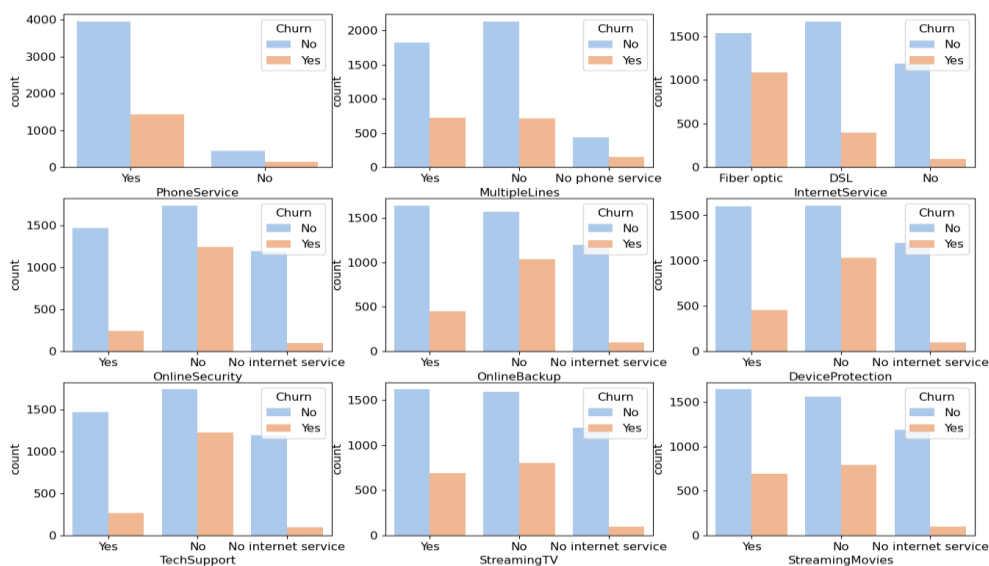 4000
3000
2000
1000
0
count
Churn
No
Yes
Yes
No
PhoneService
2000
1500
1000
500
0
count
Churn
No
Yes
Yes
No
No phone service
MultipleLines
1500
1000
500
0
count
Churn
No
Yes
Fiber optic
DSL
No
InternetService
1500
1000
500
0
count
Churn
No
Yes
Yes
No
No internet service
OnlineSecurity
1500
1000
500
0
count
Churn
No
Yes
Yes
No
No internet service
OnlineBackup
1500
1000
500
0
count
Churn
No
Yes
Yes
No
No internet service
DeviceProtection
1500
1000
500
0
count
Churn
No
Yes
Yes
No
No internet service
TechSupport
1500
1000
500
0
count
Churn
No
Yes
Yes
No
No internet service
StreamingTV
1500
1000
500
0
count
Churn
No
Yes
Yes
No
No internet service
StreamingMovies